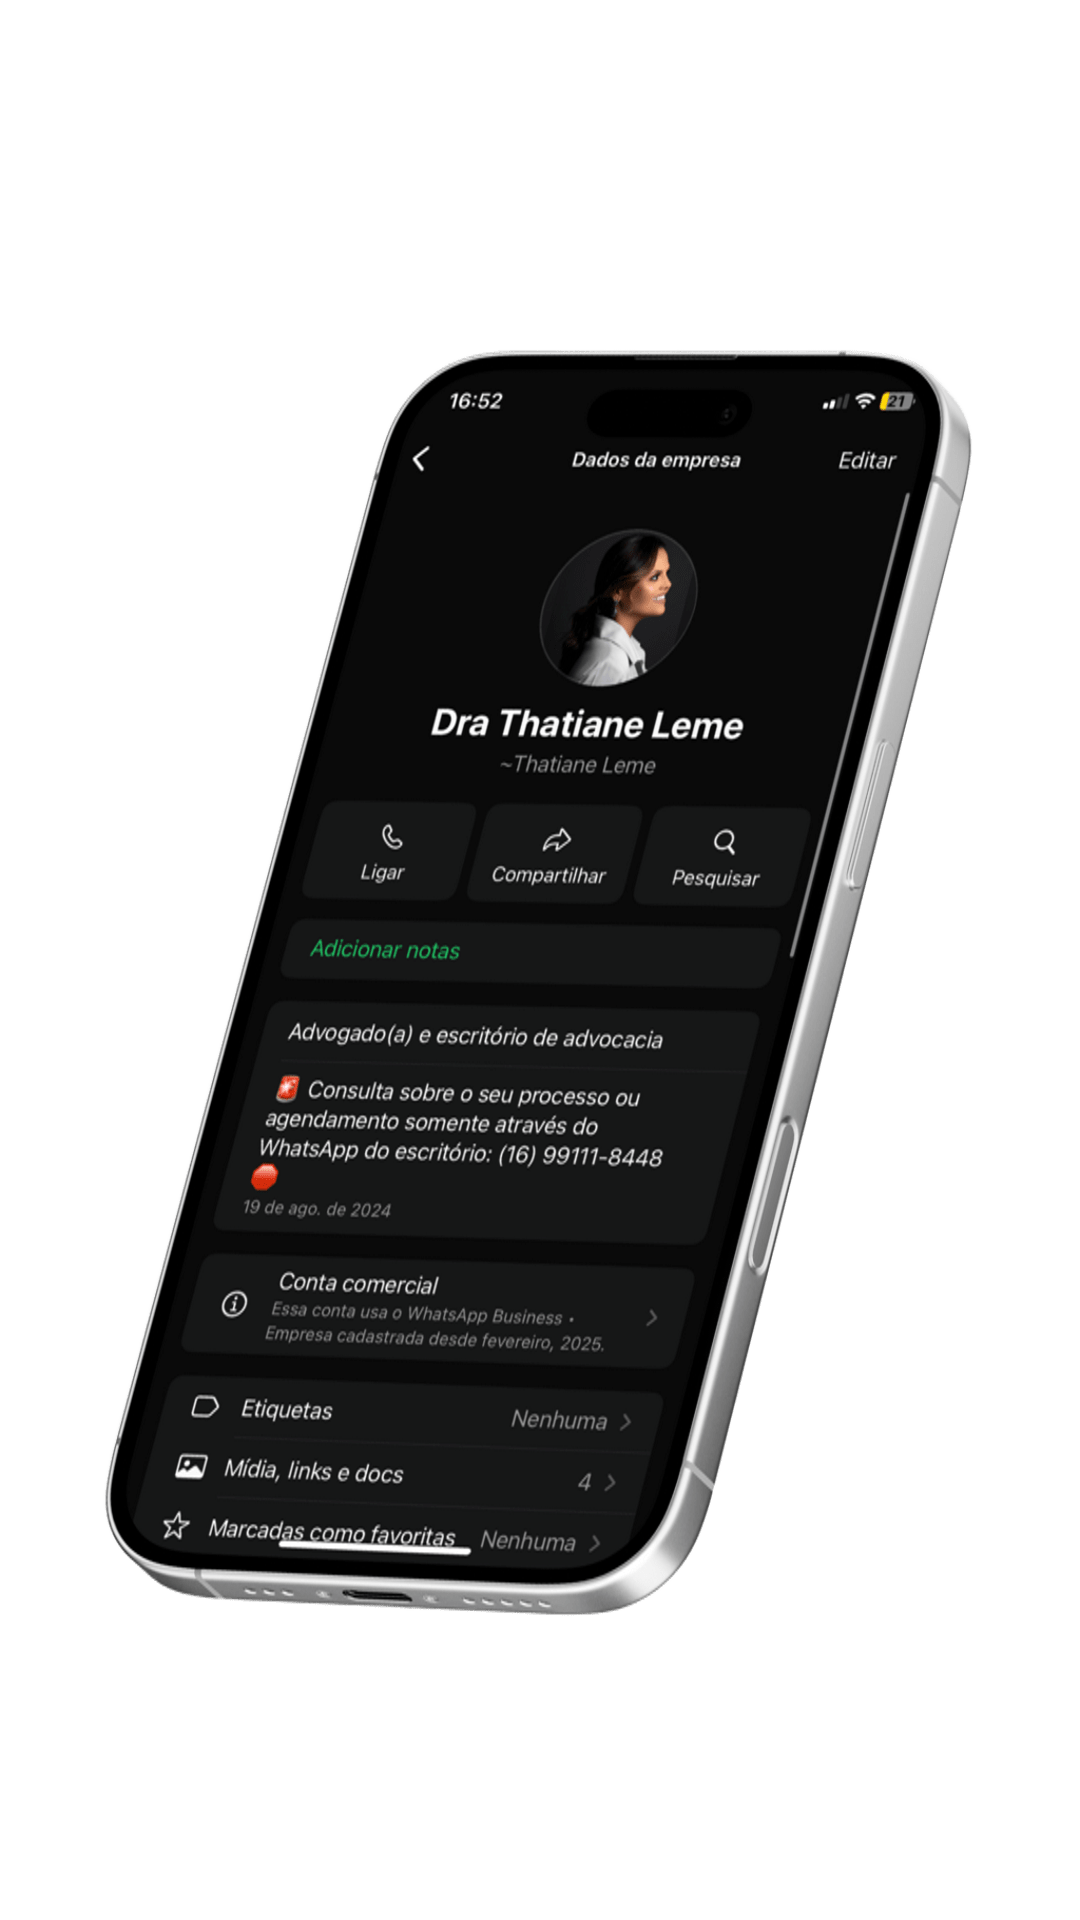 16:52
21
Dados da empresa
Editar
Dra Thatiane Leme
~Thatiane Leme
Ligar
Compartilhar
Pesquisar
Adicionar notas
Advogado(a) e escritório de advocacia
🚨 Consulta sobre o seu processo ou
agendamento somente através do
WhatsApp do escritório: (16) 99111-8448
🛑
19 de ago. de 2024
Conta comercial
Essa conta usa o WhatsApp Business •
Empresa cadastrada desde fevereiro, 2025.
Etiquetas
Nenhuma
Mídia, links e docs
4
Marcadas como favoritas
Nenhuma